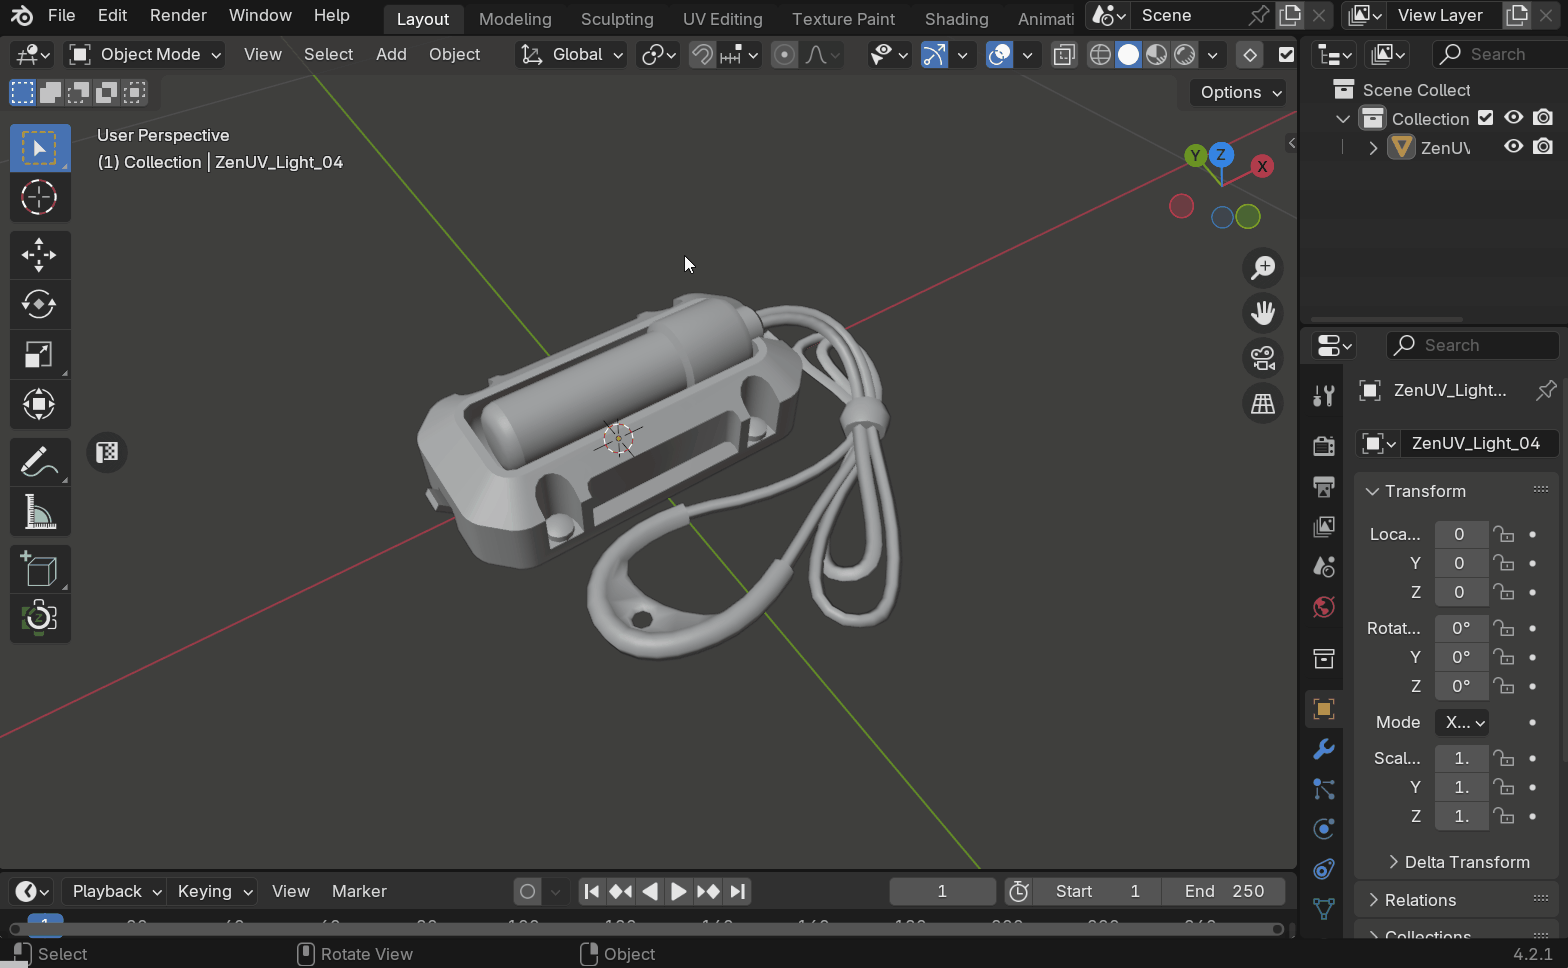 File Edit Render Window Help Layout Modeling Sculpting UV Editing Texture Paint Shading Animati Scene View Layer
Object Mode View Select Add Object Global Search
Options
Scene Collect
Collection
ZenUV
User Perspective
(1) Collection | ZenUV_Light_04
Y Z X
Search
ZenUV_Light...
ZenUV_Light_04
Transform
Loca... 0
Y 0
Z 0
Rotat... 0°
Y 0°
Z 0°
Mode X...
Scal... 1.
Y 1.
Z 1.
Delta Transform
Relations
Collections
Playback Keying View Marker 1 Start 1 End 250
1
Select Rotate View Object 4.2.1